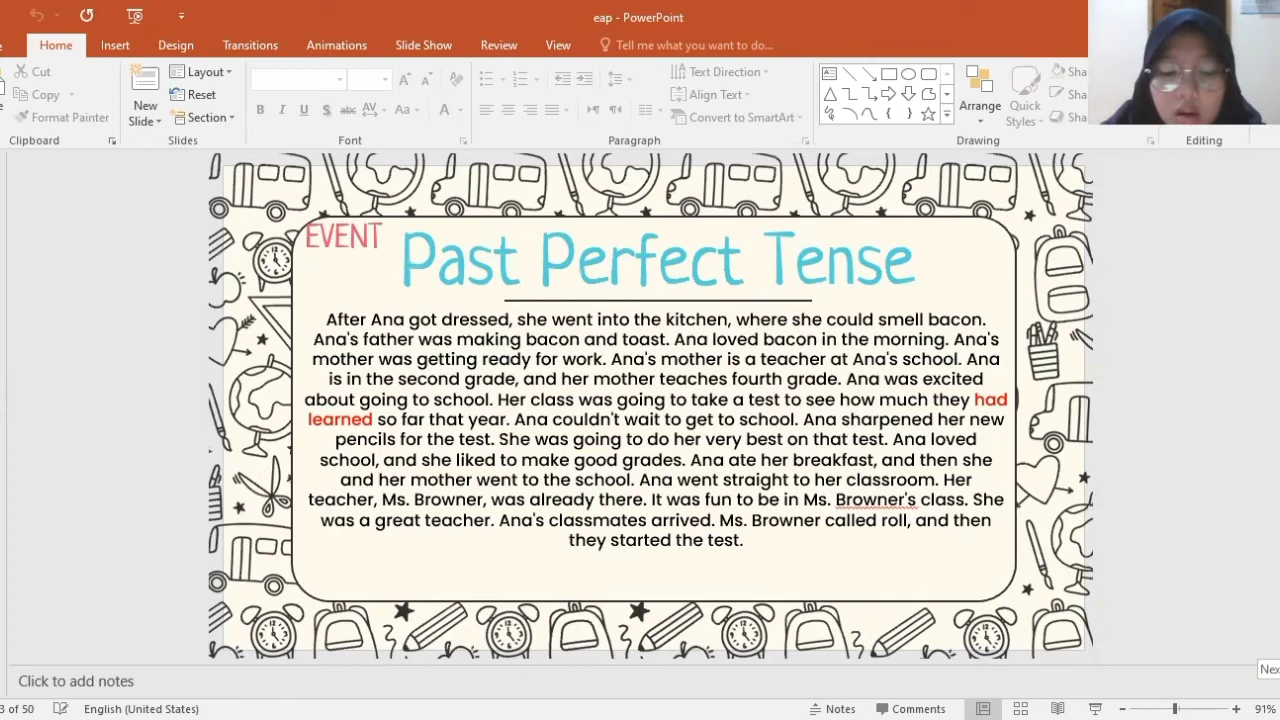 eap - PowerPoint
Home Insert Design Transitions Animations Slide Show Review View Tell me what you want to do...
Cut
Copy
Format Painter
Clipboard
New
Slide
Layout
Reset
Section
Slides
B I U S abc AV Aa A
Font
Text Direction
Align Text
Convert to SmartArt
Paragraph
Arrange
Quick
Styles
Sha
Sha
Sha
Drawing
Editing
EVENT
Past Perfect Tense
After Ana got dressed, she went into the kitchen, where she could smell bacon.
Ana's father was making bacon and toast. Ana loved bacon in the morning. Ana's
mother was getting ready for work. Ana's mother is a teacher at Ana's school. Ana
is in the second grade, and her mother teaches fourth grade. Ana was excited
about going to school. Her class was going to take a test to see how much they had
learned so far that year. Ana couldn't wait to get to school. Ana sharpened her new
pencils for the test. She was going to do her very best on that test. Ana loved
school, and she liked to make good grades. Ana ate her breakfast, and then she
and her mother went to the school. Ana went straight to her classroom. Her
teacher, Ms. Browner, was already there. It was fun to be in Ms. Browner's class. She
was a great teacher. Ana's classmates arrived. Ms. Browner called roll, and then
they started the test.
Click to add notes
Nex
3 of 50 English (United States) Notes Comments 91%